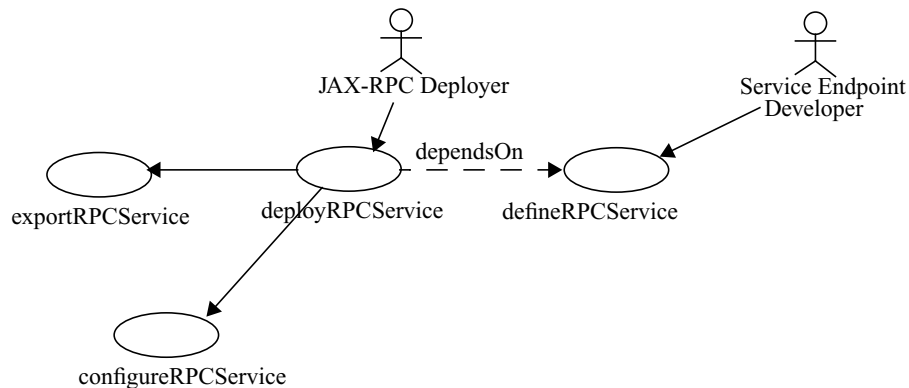 JAX-RPC Deployer
Service Endpoint
Developer
dependsOn
exportRPCService
deployRPCService
defineRPCService
configureRPCService